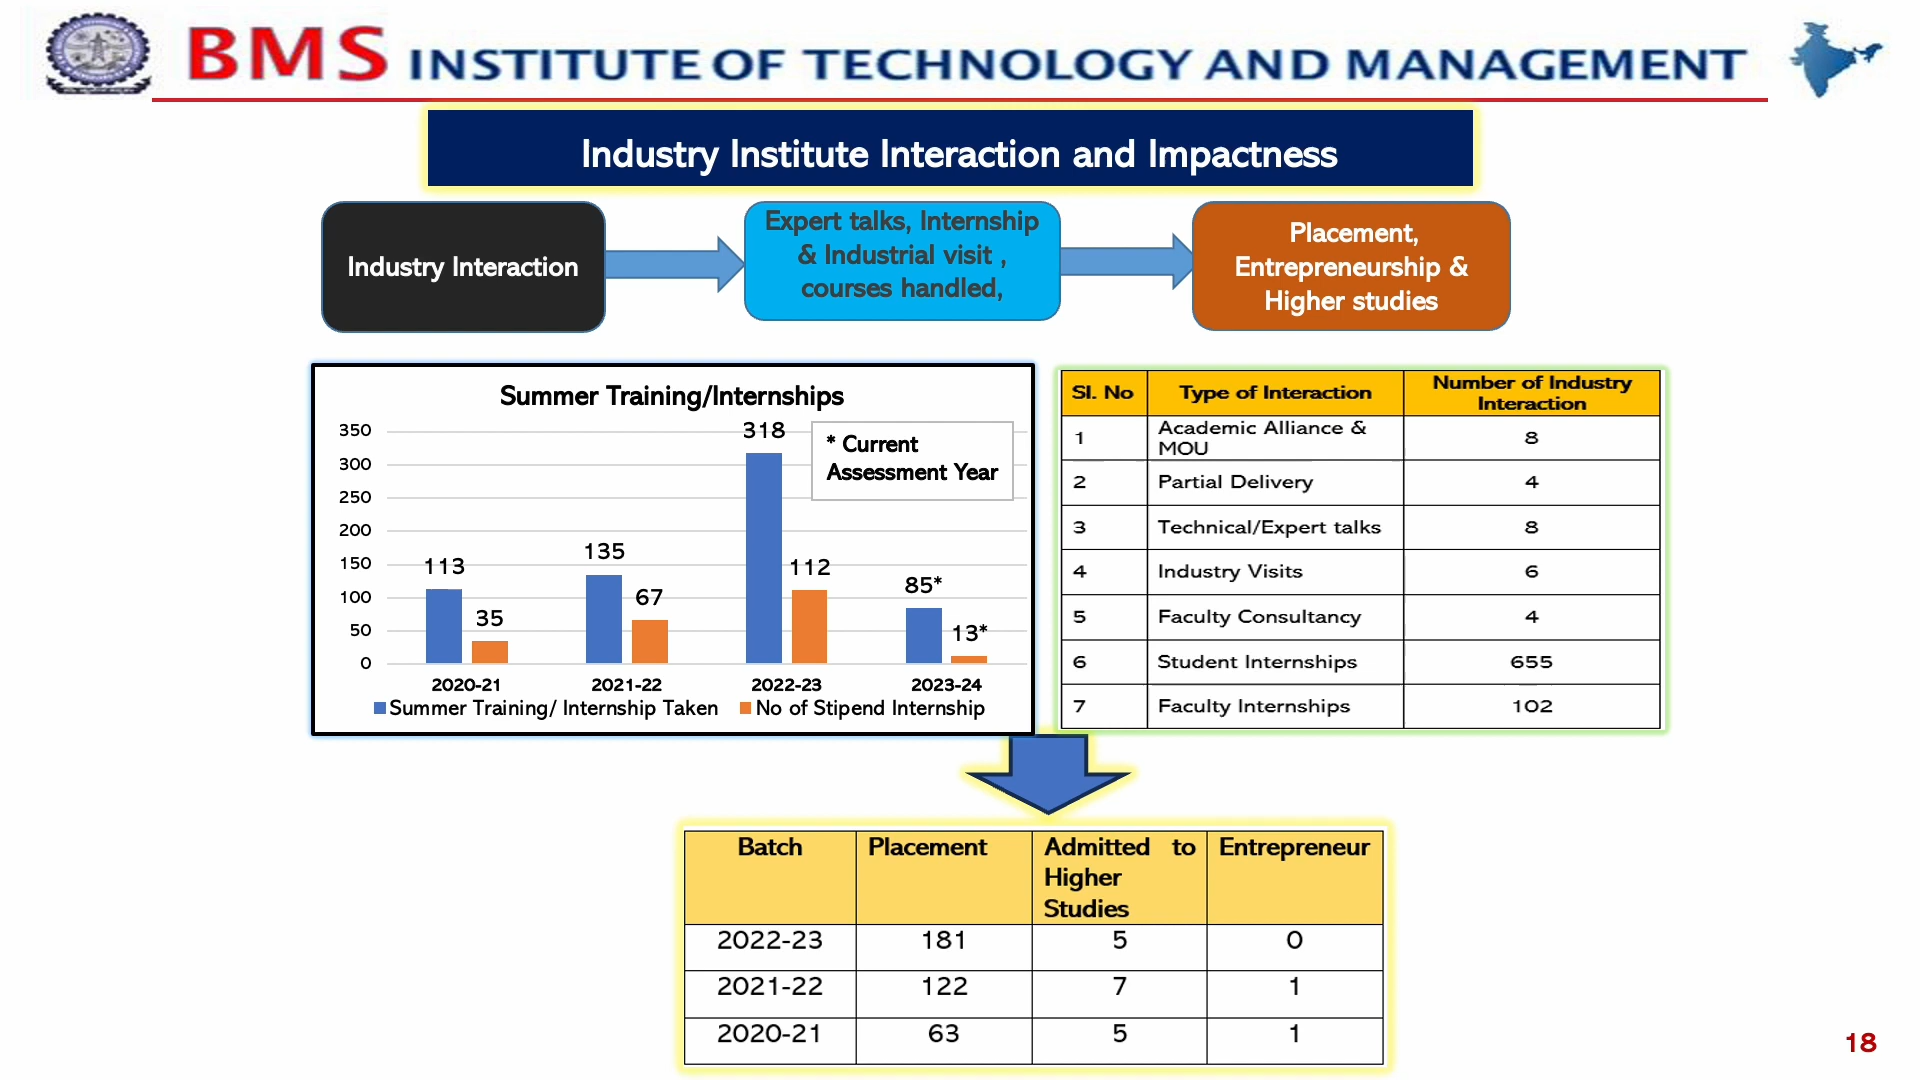 BMS INSTITUTE OF TECHNOLOGY AND MANAGEMENT
Industry Institute Interaction and Impactness
Industry Interaction
Expert talks, Internship
& Industrial visit ,
courses handled,
Placement,
Entrepreneurship &
Higher studies
Summer Training/Internships
* Current
Assessment Year
350
300
250
200
150
100
50
0
113
35
135
67
318
112
85*
13*
2020-21 2021-22 2022-23 2023-24
Summer Training/ Internship Taken No of Stipend Internship
Sl. No Type of Interaction Number of Industry
Interaction
1 Academic Alliance &
MOU 8
2 Partial Delivery 4
3 Technical/Expert talks 8
4 Industry Visits 6
5 Faculty Consultancy 4
6 Student Internships 655
7 Faculty Internships 102
Batch Placement Admitted to Entrepreneur
Higher
Studies
2022-23 181 5 0
2021-22 122 7 1
2020-21 63 5 1
18